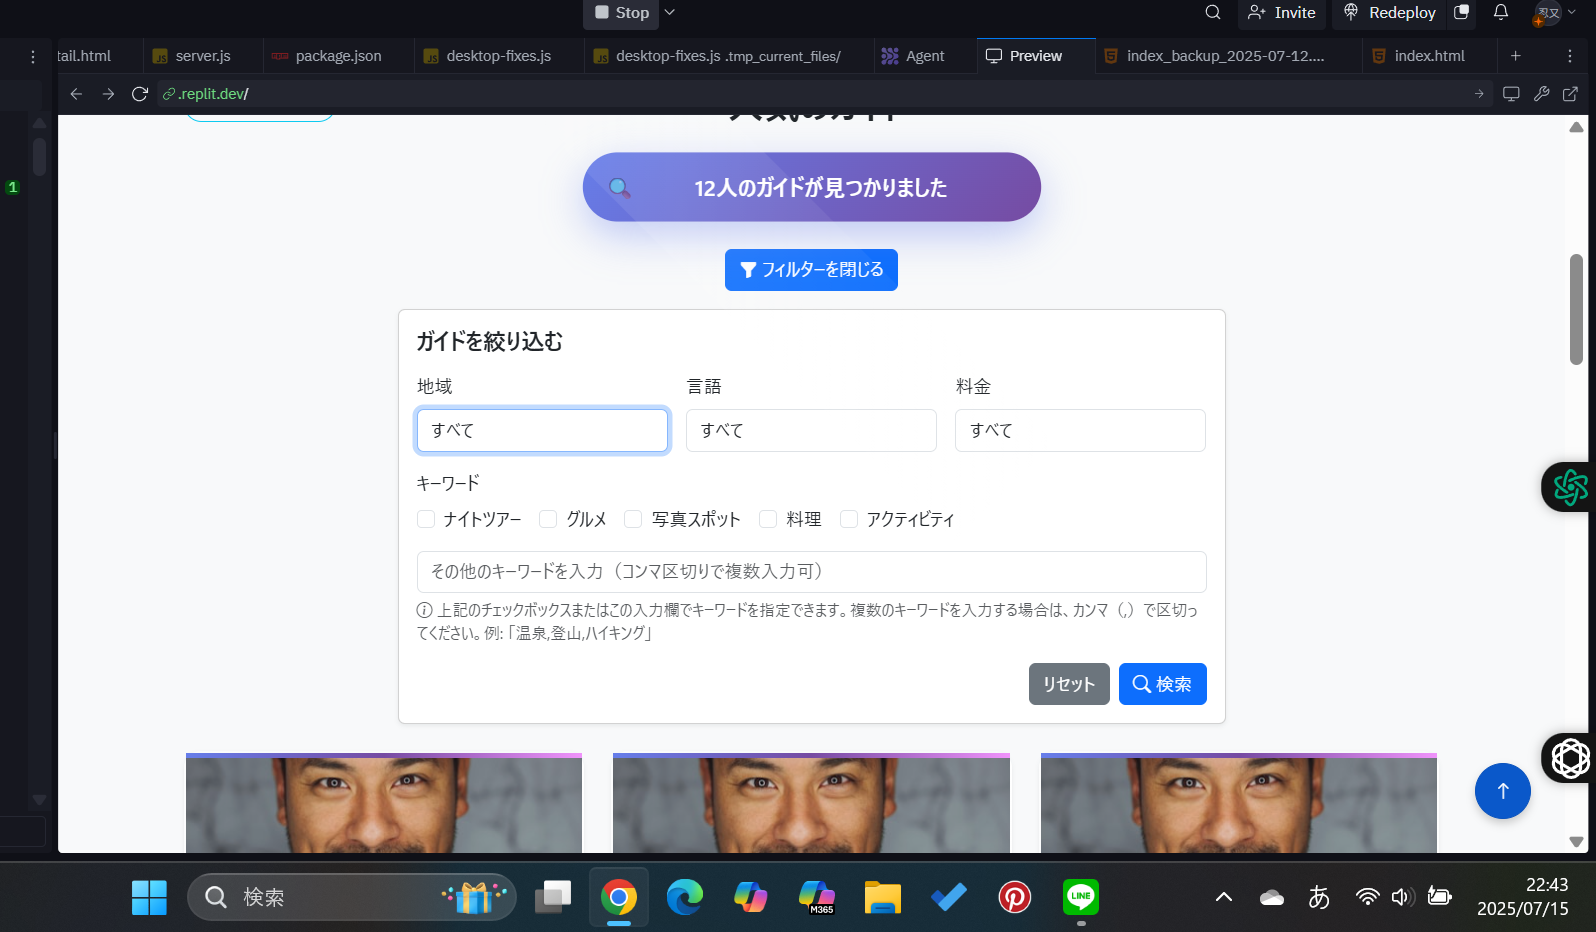 Stop
Invite
Redeploy
忍又
tail.html
server.js
package.json
desktop-fixes.js
desktop-fixes.js .tmp_current_files/
Agent
Preview
index_backup_2025-07-12....
index.html
.replit.dev/
1
人気のガイド
12人のガイドが見つかりました
フィルターを閉じる
ガイドを絞り込む
地域
言語
料金
すべて
すべて
すべて
キーワード
ナイトツアー
グルメ
写真スポット
料理
アクティビティ
その他のキーワードを入力（コンマ区切りで複数入力可）
上記のチェックボックスまたはこの入力欄でキーワードを指定できます。複数のキーワードを入力する場合は、カンマ（,）で区切っ
てください。例:「温泉,登山,ハイキング」
リセット
検索
検索
M365
LINE
あ
22:43
2025/07/15